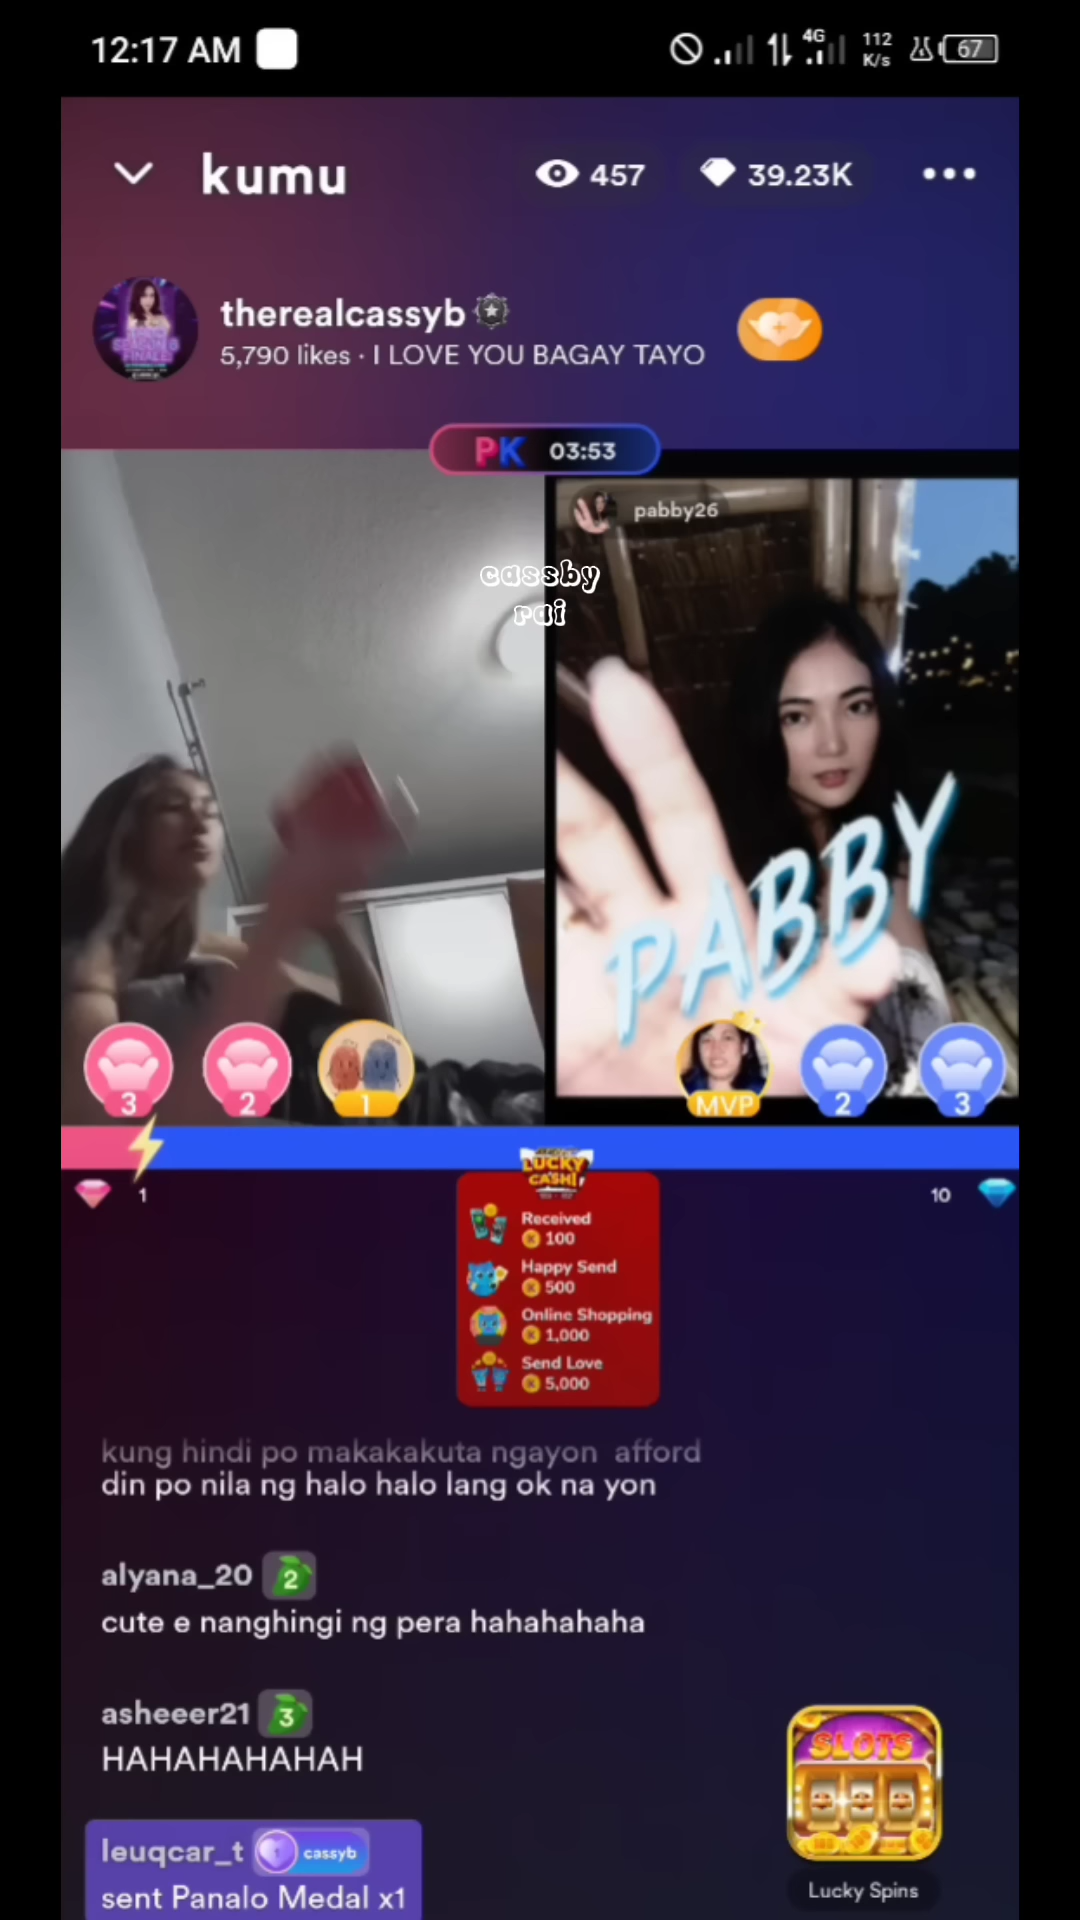 12:17 AM
4G
112
K/s
67
kumu
457
39.23K
therealcassyb
5,790 likes · I LOVE YOU BAGAY TAYO
PK 03:53
pabby26
cassby
rai
PABBY
3
2
1
MVP
2
3
LUCKY
CASH!
1
10
Received
100
Happy Send
500
Online Shopping
1,000
Send Love
5,000
kung hindi po makakakuta ngayon afford
din po nila ng halo halo lang ok na yon
alyana_20 2
cute e nanghingi ng pera hahahahaha
asheeer21 3
HAHAHAHAHAH
SLOTS
leuqcar_t cassyb
sent Panalo Medal x1
Lucky Spins